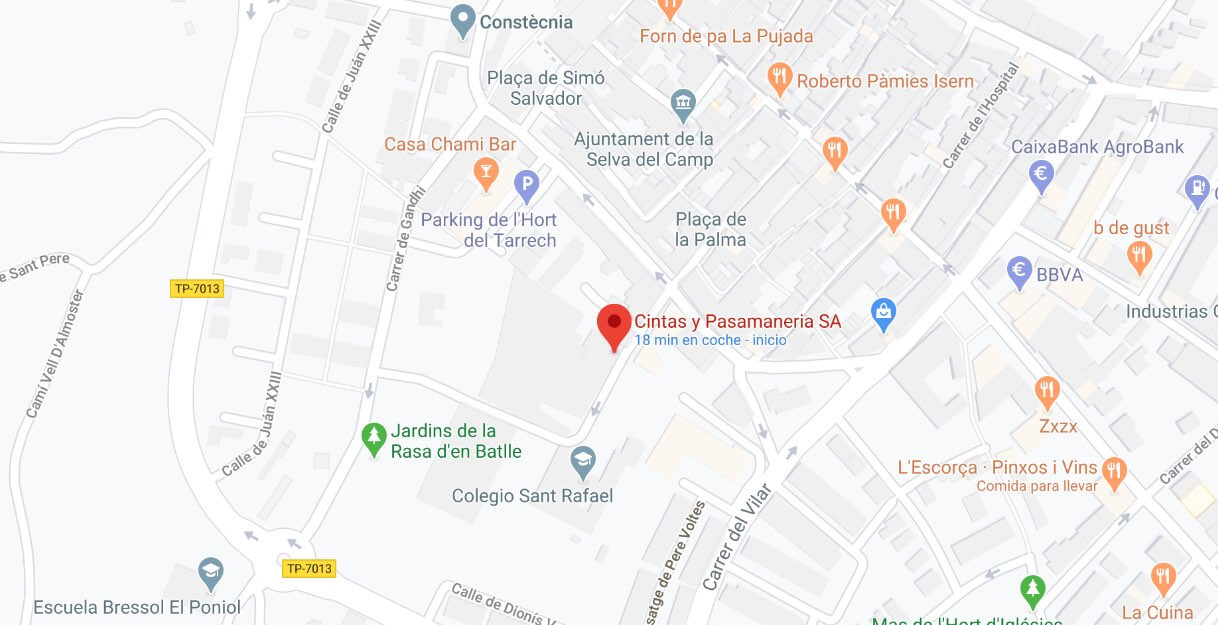 Constècnia
Forn de pa La Pujada
Calle de Juán XXIII
Plaça de Simó
Salvador
Roberto Pàmies Isern
Carrer de l'Hospital
Casa Chami Bar
Ajuntament de la
Selva del Camp
CaixaBank AgroBank
P
€
Carrer de Gandhi
Parking de l'Hort
del Tarrech
Plaça de
la Palma
b de gust
e Sant Pere
€
BBVA
TP-7013
Camí Vell D'Almoster
Cintas y Pasamaneria SA
18 min en coche - inicio
Industrias
Calle de Juán XXIII
Jardins de la
Rasa d'en Batlle
Zxzx
L'Escorça · Pinxos i Vins
Comida para llevar
Carrer del
Colegio Sant Rafael
Carrer del Vilar
satge de Pere Voltes
TP-7013
Escuela Bressol El Poniol
Calle de Dionís
Mas de l'Hort d'Iglésies
La Cuina